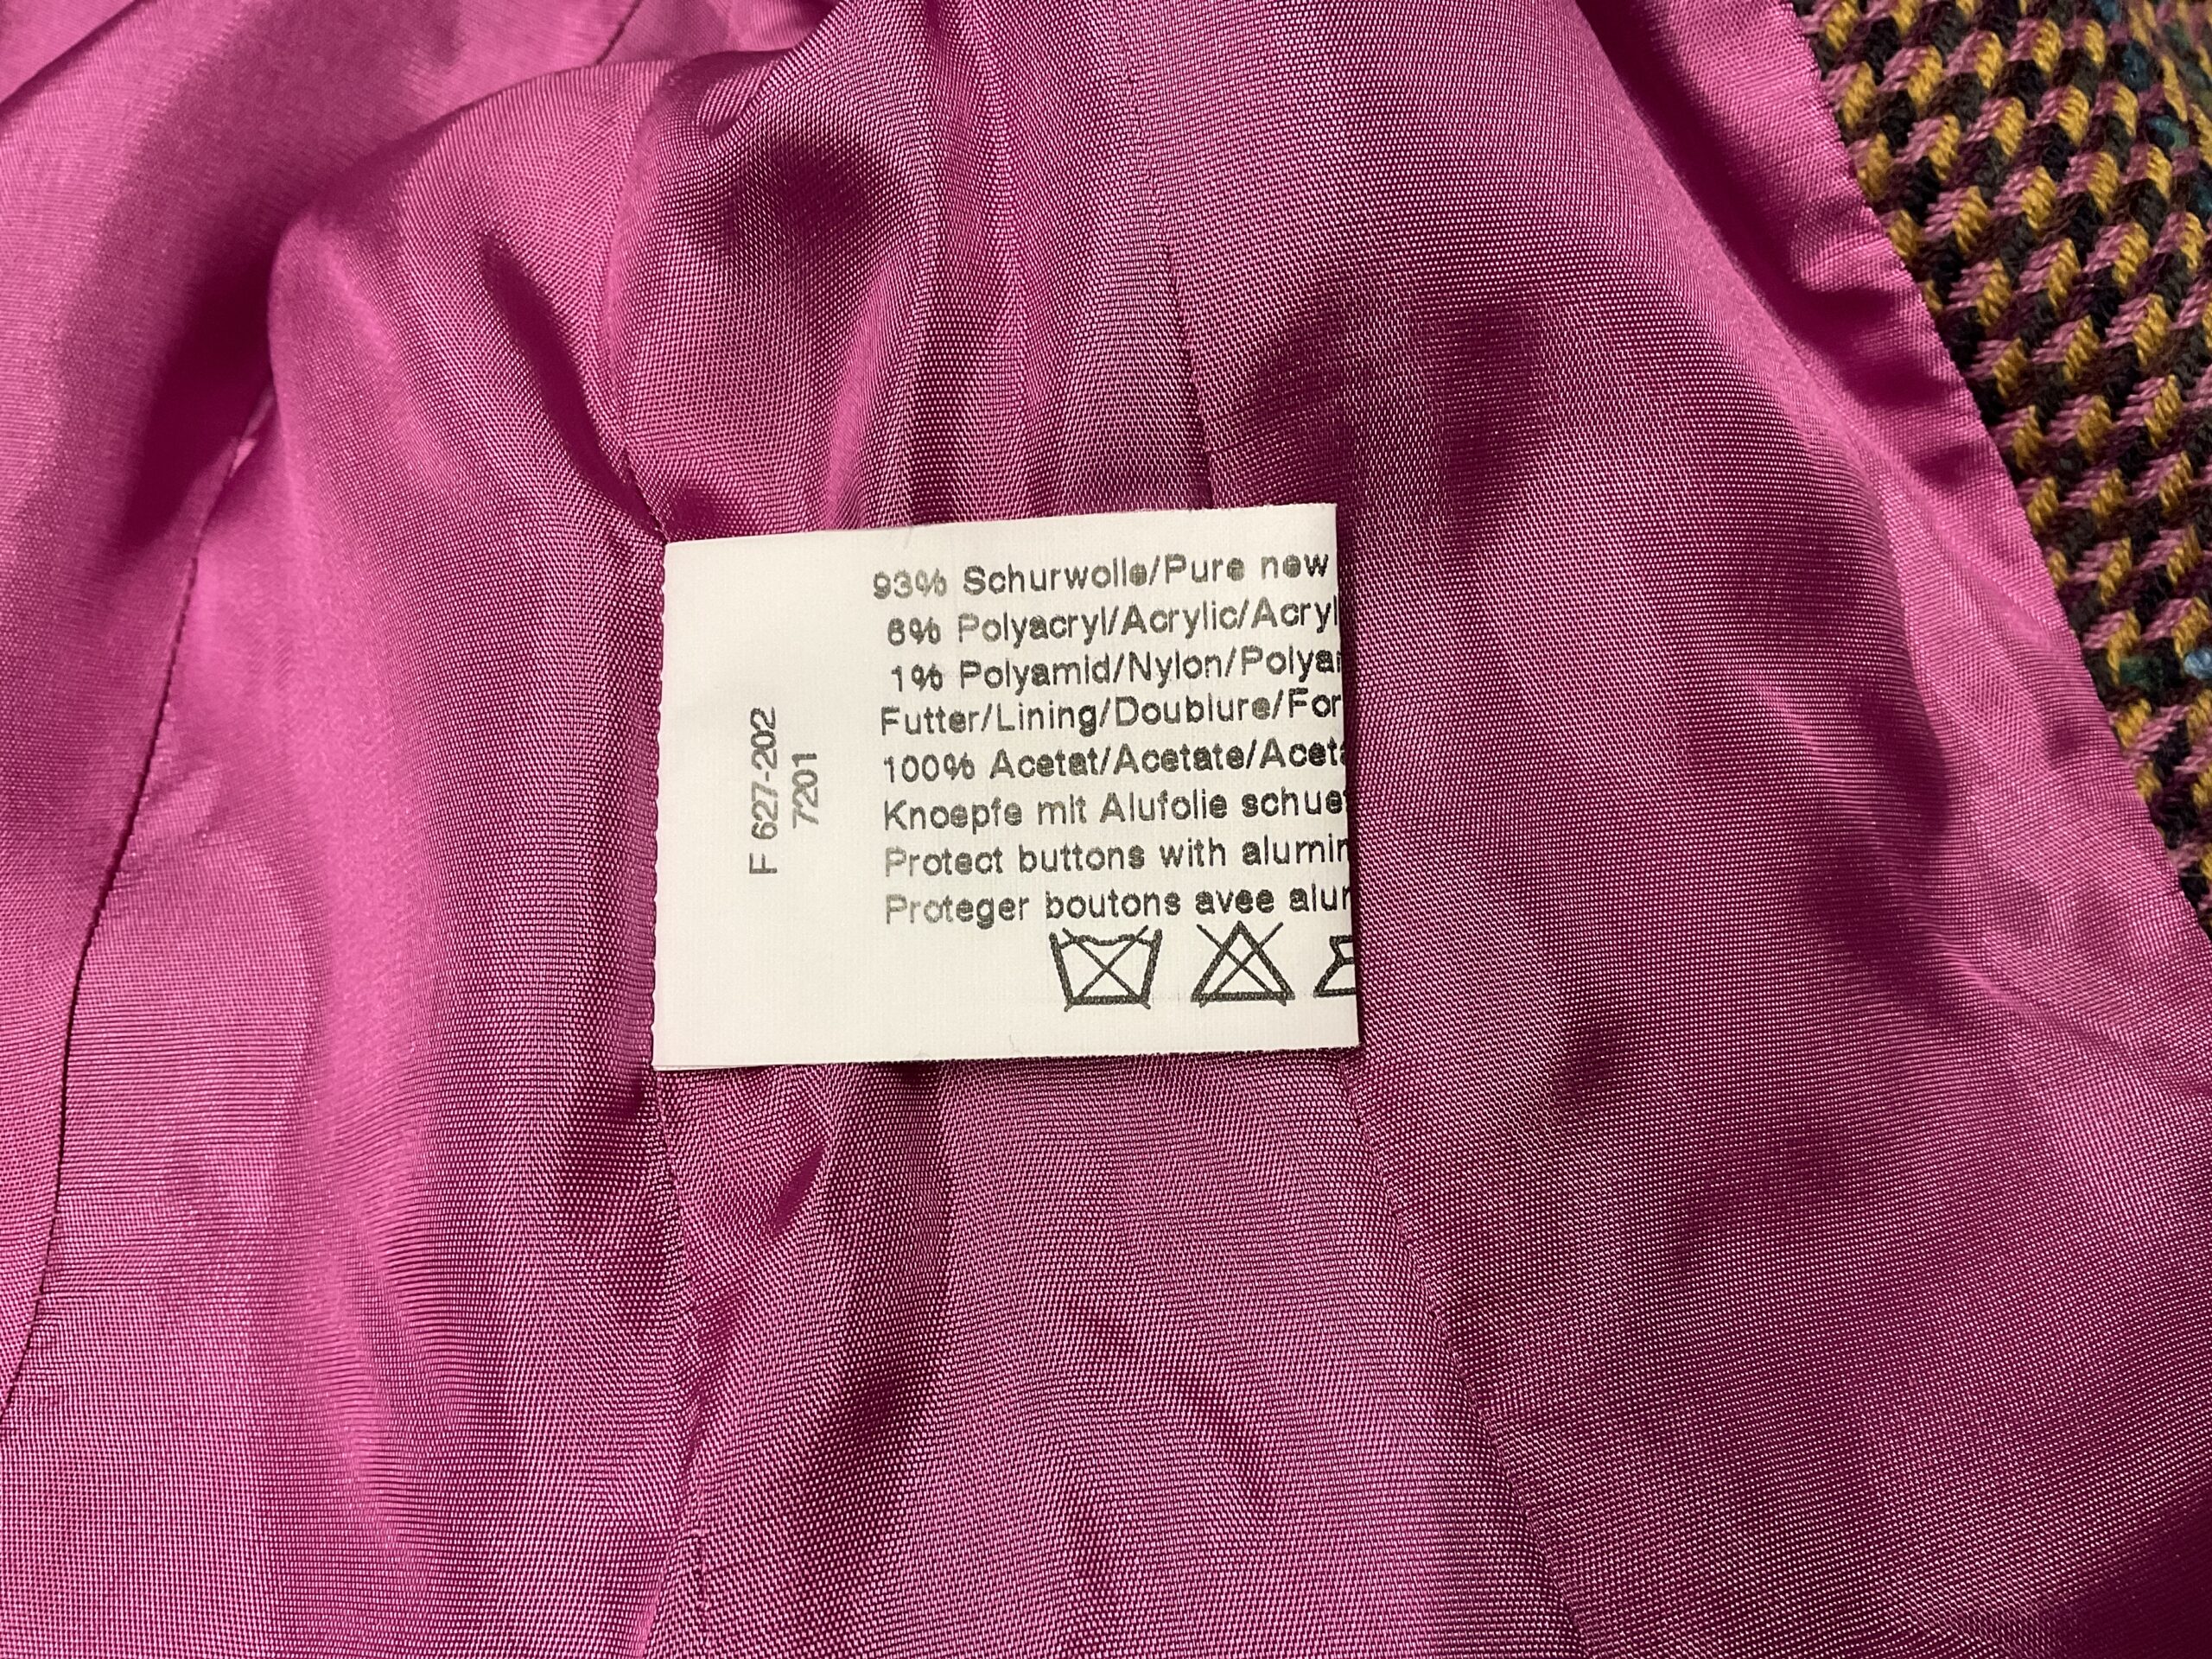 93% Schurwolle/Pure new
6% Polyacryl/Acrylic/Acryl
1% Polyamid/Nylon/Polya
Futter/Lining/Doublure/For
100% Acetat/Acetate/Aceta
Knoepfe mit Alufolie schue
Protect buttons with alumin
Proteger boutons avee alu
F 627-202
7201